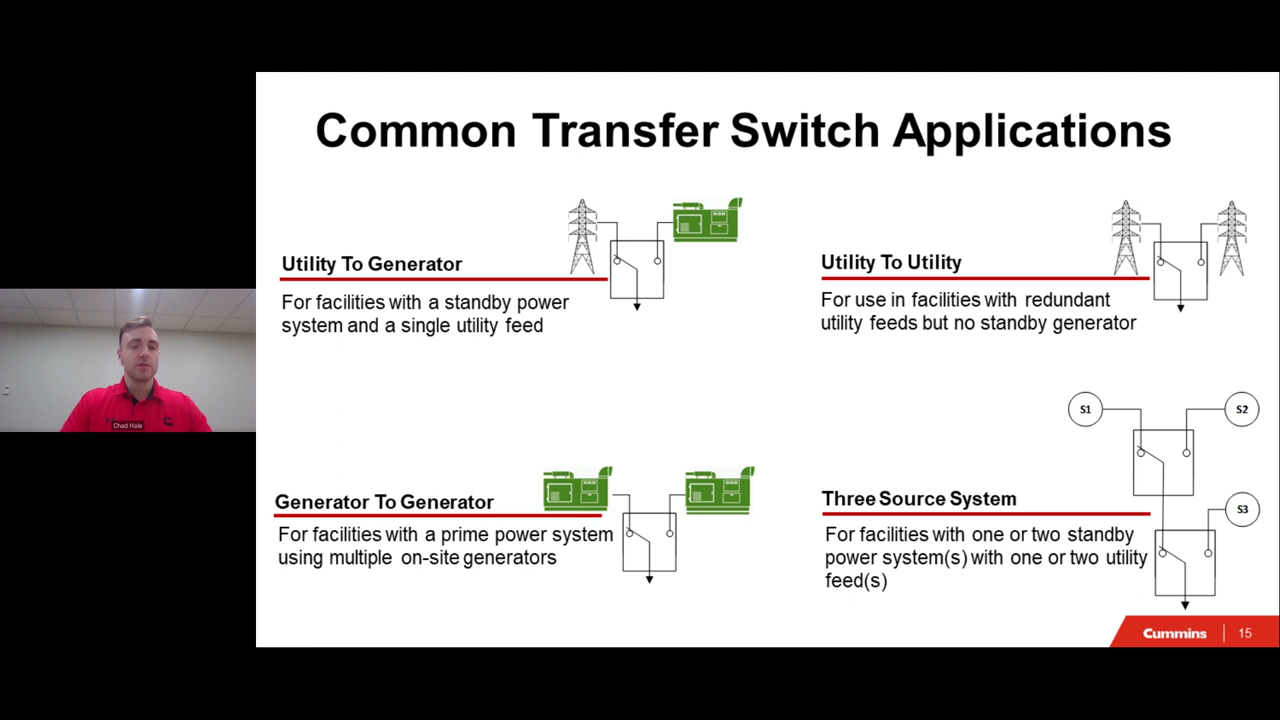 Common Transfer Switch Applications
Utility To Generator
For facilities with a standby power
system and a single utility feed
Utility To Utility
For use in facilities with redundant
utility feeds but no standby generator
Generator To Generator
For facilities with a prime power system
using multiple on-site generators
S1
S2
Three Source System
S3
For facilities with one or two standby
power system(s) with one or two utility
feed(s)
Chad Hale
Cummins
15